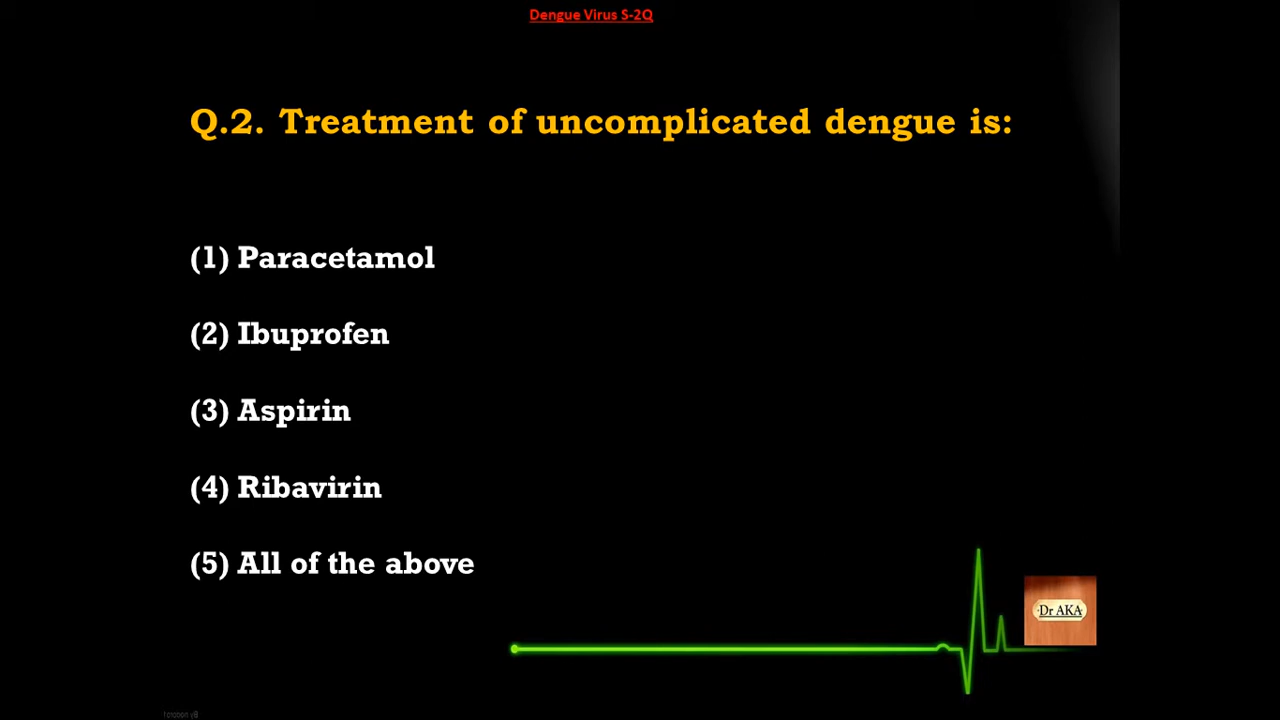 Dengue Virus S-2Q
Q.2. Treatment of uncomplicated dengue is:
(1) Paracetamol
(2) Ibuprofen
(3) Aspirin
(4) Ribavirin
(5) All of the above
Dr AKA